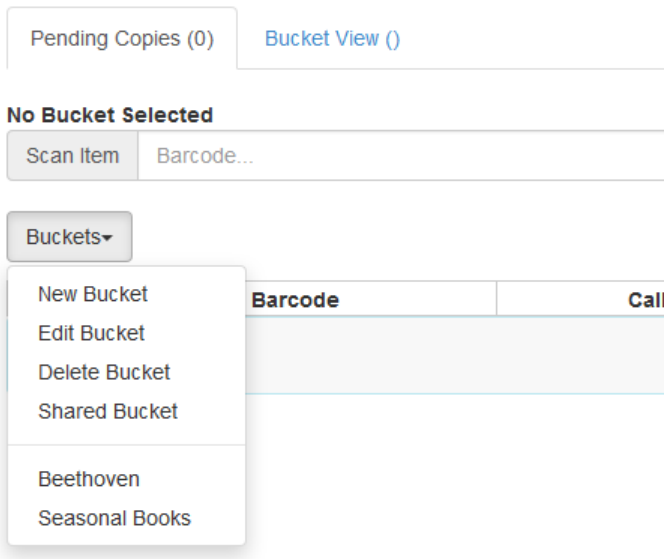 Pending Copies (0) Bucket View ()
No Bucket Selected
Scan Item Barcode...
Buckets
New Bucket
Barcode Call
Edit Bucket
Delete Bucket
Shared Bucket
Beethoven
Seasonal Books